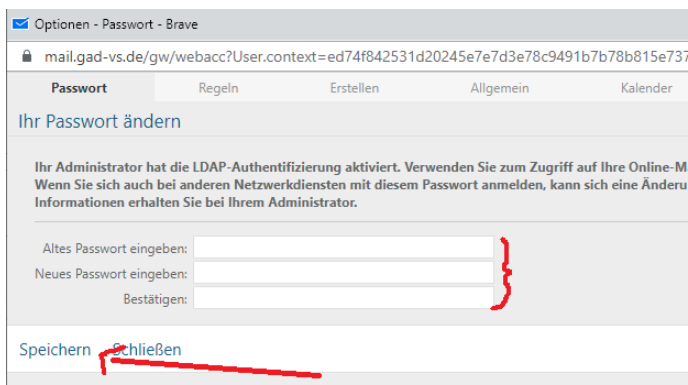 Optionen - Passwort - Brave
mail.gad-vs.de/gw/webacc?User.context=ed74f842531d20245e7e7d3e78c9491b7b78b815e737
Passwort Regeln Erstellen Allgemein Kalender
Ihr Passwort ändern
Ihr Administrator hat die LDAP-Authentifizierung aktiviert. Verwenden Sie zum Zugriff auf Ihre Online-M
Wenn Sie sich auch bei anderen Netzwerkdiensten mit diesem Passwort anmelden, kann sich eine Änderu
Informationen erhalten Sie bei Ihrem Administrator.
Altes Passwort eingeben:
Neues Passwort eingeben:
Bestätigen:
Speichern Schließen